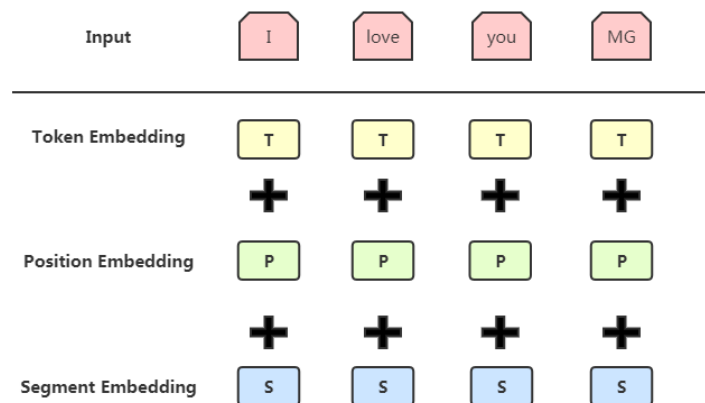 Input I love you MG
Token Embedding T T T T
Position Embedding P P P P
Segment Embedding S S S S